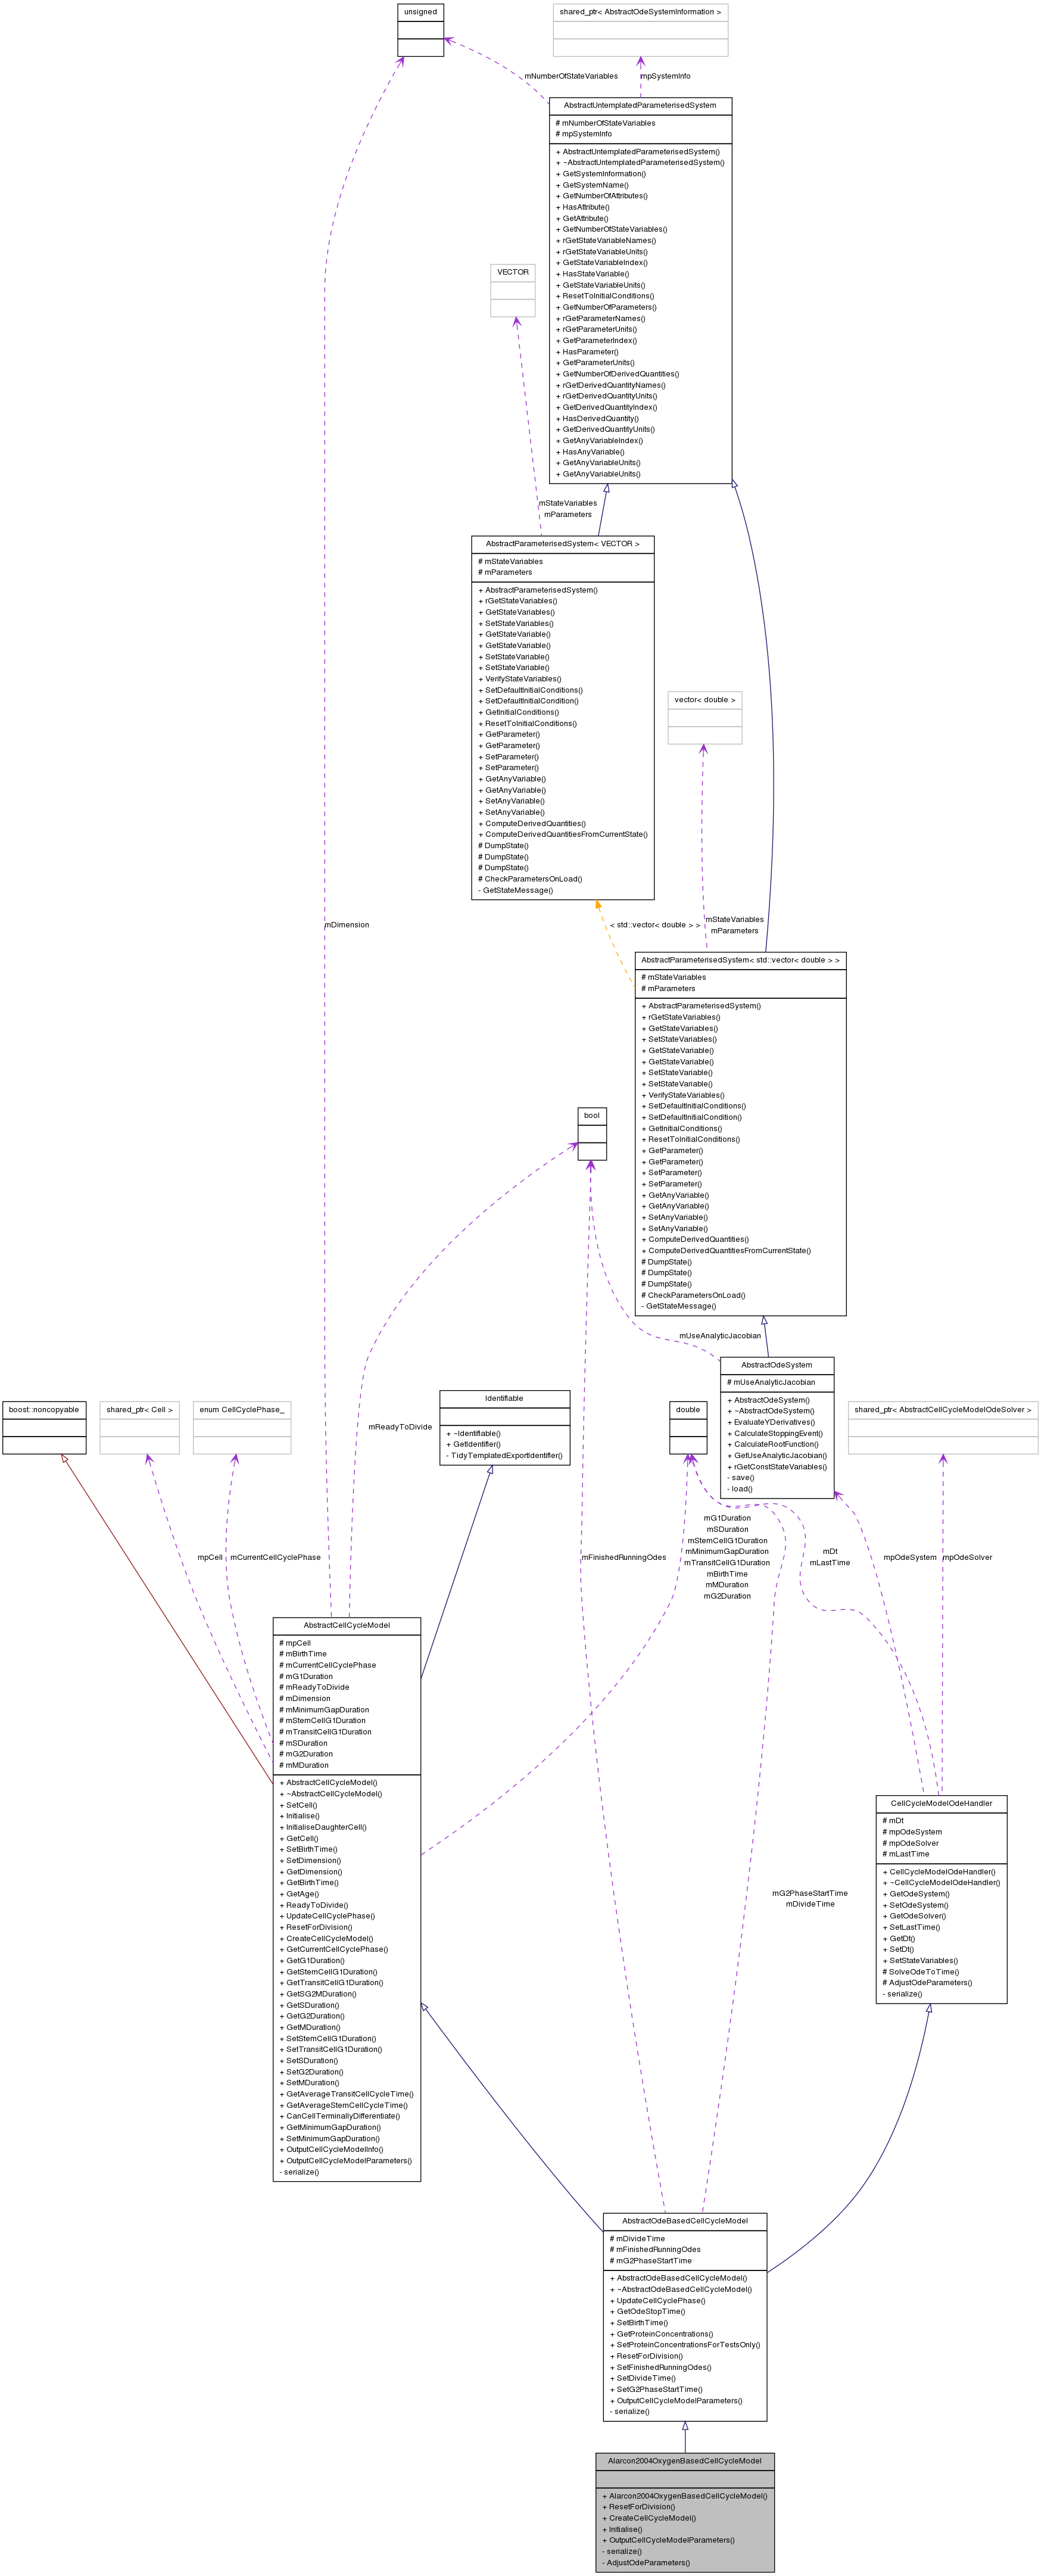 unsigned
shared_ptr< AbstractOdeSystemInformation >
mNumberOfStateVariables
mpSystemInfo
AbstractUntemplatedParameterisedSystem
# mNumberOfStateVariables
# mpSystemInfo
+ AbstractUntemplatedParameterisedSystem()
+ ~AbstractUntemplatedParameterisedSystem()
+ GetSystemInformation()
+ GetSystemName()
+ GetNumberOfAttributes()
+ HasAttribute()
+ GetAttribute()
+ GetNumberOfStateVariables()
+ rGetStateVariableNames()
+ rGetStateVariableUnits()
+ GetStateVariableIndex()
+ HasStateVariable()
+ GetStateVariableUnits()
+ ResetToInitialConditions()
+ GetNumberOfParameters()
+ rGetParameterNames()
+ rGetParameterUnits()
+ GetParameterIndex()
+ HasParameter()
+ GetParameterUnits()
+ GetNumberOfDerivedQuantities()
+ rGetDerivedQuantityNames()
+ rGetDerivedQuantityUnits()
+ GetDerivedQuantityIndex()
+ HasDerivedQuantity()
+ GetDerivedQuantityUnits()
+ GetAnyVariableIndex()
+ HasAnyVariable()
+ GetAnyVariableUnits()
+ GetAnyVariableUnits()
VECTOR
mStateVariables
mParameters
AbstractParameterisedSystem< VECTOR >
# mStateVariables
# mParameters
+ AbstractParameterisedSystem()
+ rGetStateVariables()
+ GetStateVariables()
+ SetStateVariables()
+ GetStateVariable()
+ GetStateVariable()
+ SetStateVariable()
+ SetStateVariable()
+ VerifyStateVariables()
+ SetDefaultInitialConditions()
+ SetDefaultInitialCondition()
+ GetInitialConditions()
+ ResetToInitialConditions()
+ GetParameter()
+ GetParameter()
+ SetParameter()
+ SetParameter()
+ GetAnyVariable()
+ GetAnyVariable()
+ SetAnyVariable()
+ SetAnyVariable()
+ ComputeDerivedQuantities()
+ ComputeDerivedQuantitiesFromCurrentState()
# DumpState()
# DumpState()
# DumpState()
# CheckParametersOnLoad()
- GetStateMessage()
vector< double >
mDimension
< std::vector< double > >
mStateVariables
mParameters
AbstractParameterisedSystem< std::vector< double > >
# mStateVariables
# mParameters
+ AbstractParameterisedSystem()
+ rGetStateVariables()
+ GetStateVariables()
+ SetStateVariables()
+ GetStateVariable()
+ GetStateVariable()
+ SetStateVariable()
+ SetStateVariable()
+ VerifyStateVariables()
+ SetDefaultInitialConditions()
+ SetDefaultInitialCondition()
+ GetInitialConditions()
+ ResetToInitialConditions()
+ GetParameter()
+ GetParameter()
+ SetParameter()
+ SetParameter()
+ GetAnyVariable()
+ GetAnyVariable()
+ SetAnyVariable()
+ SetAnyVariable()
+ ComputeDerivedQuantities()
+ ComputeDerivedQuantitiesFromCurrentState()
# DumpState()
# DumpState()
# DumpState()
# CheckParametersOnLoad()
- GetStateMessage()
bool
mUseAnalyticJacobian
AbstractOdeSystem
# mUseAnalyticJacobian
+ AbstractOdeSystem()
+ ~AbstractOdeSystem()
+ EvaluateYDerivatives()
+ CalculateStoppingEvent()
+ CalculateRootFunction()
+ GetUseAnalyticJacobian()
+ rGetConstStateVariables()
- save()
- load()
boost::noncopyable
shared_ptr< Cell >
enum CellCyclePhase_
mReadyToDivide
Identifiable
+ ~Identifiable()
+ GetIdentifier()
- TidyTemplatedExportIdentifier()
double
shared_ptr< AbstractCellCycleModelOdeSolver >
mpCell
mCurrentCellCyclePhase
mFinishedRunningOdes
mG1Duration
mSDuration
mStemCellG1Duration
mMinimumGapDuration
mTransitCellG1Duration
mBirthTime
mMDuration
mG2Duration
mDt
mLastTime
mpOdeSystem
mpOdeSolver
AbstractCellCycleModel
# mpCell
# mBirthTime
# mCurrentCellCyclePhase
# mG1Duration
# mReadyToDivide
# mDimension
# mMinimumGapDuration
# mStemCellG1Duration
# mTransitCellG1Duration
# mSDuration
# mG2Duration
# mMDuration
+ AbstractCellCycleModel()
+ ~AbstractCellCycleModel()
+ SetCell()
+ Initialise()
+ InitialiseDaughterCell()
+ GetCell()
+ SetBirthTime()
+ SetDimension()
+ GetDimension()
+ GetBirthTime()
+ GetAge()
+ ReadyToDivide()
+ UpdateCellCyclePhase()
+ ResetForDivision()
+ CreateCellCycleModel()
+ GetCurrentCellCyclePhase()
+ GetG1Duration()
+ GetStemCellG1Duration()
+ GetTransitCellG1Duration()
+ GetSG2MDuration()
+ GetSDuration()
+ GetG2Duration()
+ GetMDuration()
+ SetStemCellG1Duration()
+ SetTransitCellG1Duration()
+ SetSDuration()
+ SetG2Duration()
+ SetMDuration()
+ GetAverageTransitCellCycleTime()
+ GetAverageStemCellCycleTime()
+ CanCellTerminallyDifferentiate()
+ GetMinimumGapDuration()
+ SetMinimumGapDuration()
+ OutputCellCycleModelInfo()
+ OutputCellCycleModelParameters()
- serialize()
CellCycleModelOdeHandler
# mDt
# mpOdeSystem
# mpOdeSolver
# mLastTime
+ CellCycleModelOdeHandler()
+ ~CellCycleModelOdeHandler()
+ GetOdeSystem()
+ SetOdeSystem()
+ GetOdeSolver()
+ SetLastTime()
+ GetDt()
+ SetDt()
+ SetStateVariables()
# SolveOdeToTime()
# AdjustOdeParameters()
- serialize()
mG2PhaseStartTime
mDivideTime
AbstractOdeBasedCellCycleModel
# mDivideTime
# mFinishedRunningOdes
# mG2PhaseStartTime
+ AbstractOdeBasedCellCycleModel()
+ ~AbstractOdeBasedCellCycleModel()
+ UpdateCellCyclePhase()
+ GetOdeStopTime()
+ SetBirthTime()
+ GetProteinConcentrations()
+ SetProteinConcentrationsForTestsOnly()
+ ResetForDivision()
+ SetFinishedRunningOdes()
+ SetDivideTime()
+ SetG2PhaseStartTime()
+ OutputCellCycleModelParameters()
- serialize()
Alarcon2004OxygenBasedCellCycleModel
+ Alarcon2004OxygenBasedCellCycleModel()
+ ResetForDivision()
+ CreateCellCycleModel()
+ Initialise()
+ OutputCellCycleModelParameters()
- serialize()
- AdjustOdeParameters()